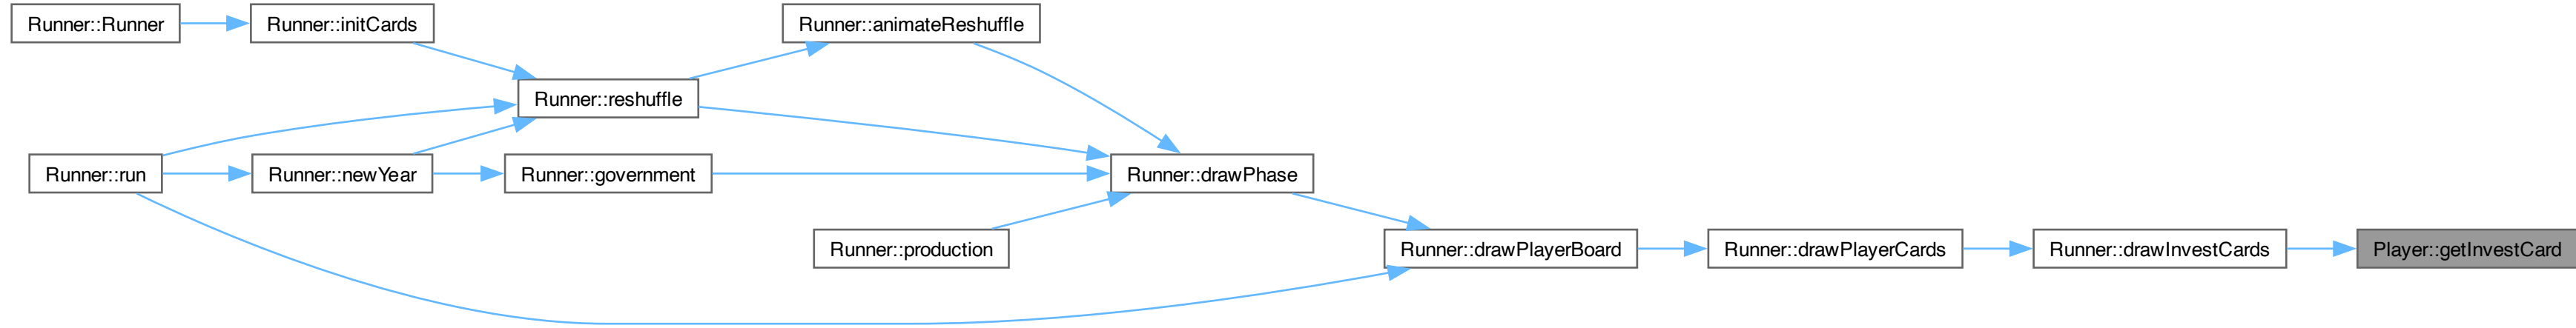 Runner::Runner
Runner::initCards
Runner::animateReshuffle
Runner::reshuffle
Runner::run
Runner::newYear
Runner::government
Runner::drawPhase
Runner::production
Runner::drawPlayerBoard
Runner::drawPlayerCards
Runner::drawInvestCards
Player::getInvestCard